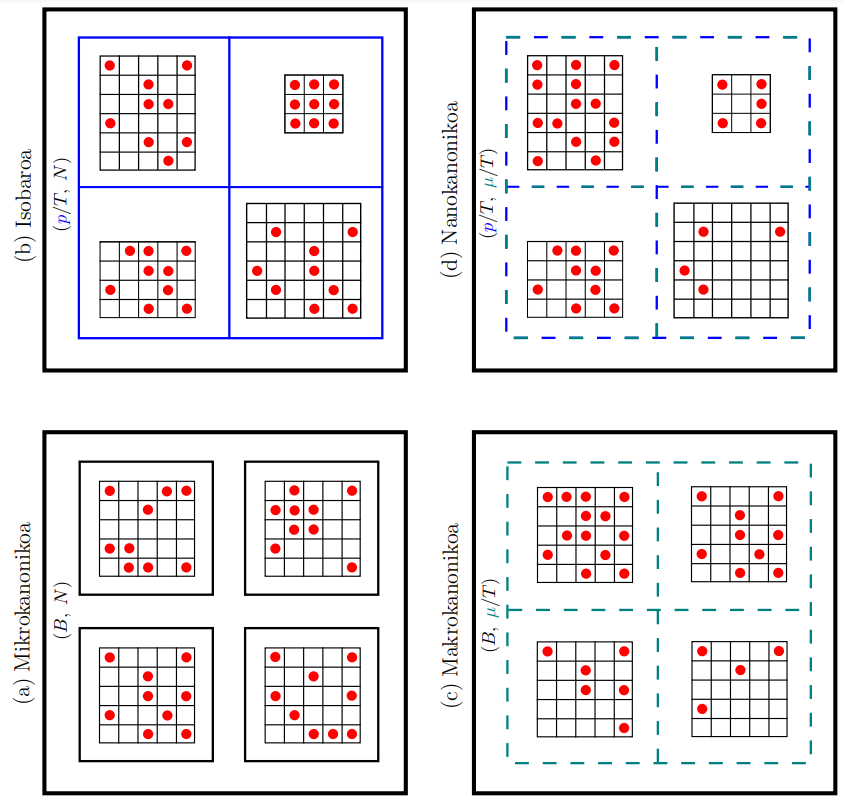 (b) Isobaroa
(p/T, N)
(d) Nanokanonikoa
(p/T, μ/T)
(a) Mikrokanonikoa
(B, N)
(c) Makrokanonikoa
(B, μ/T)